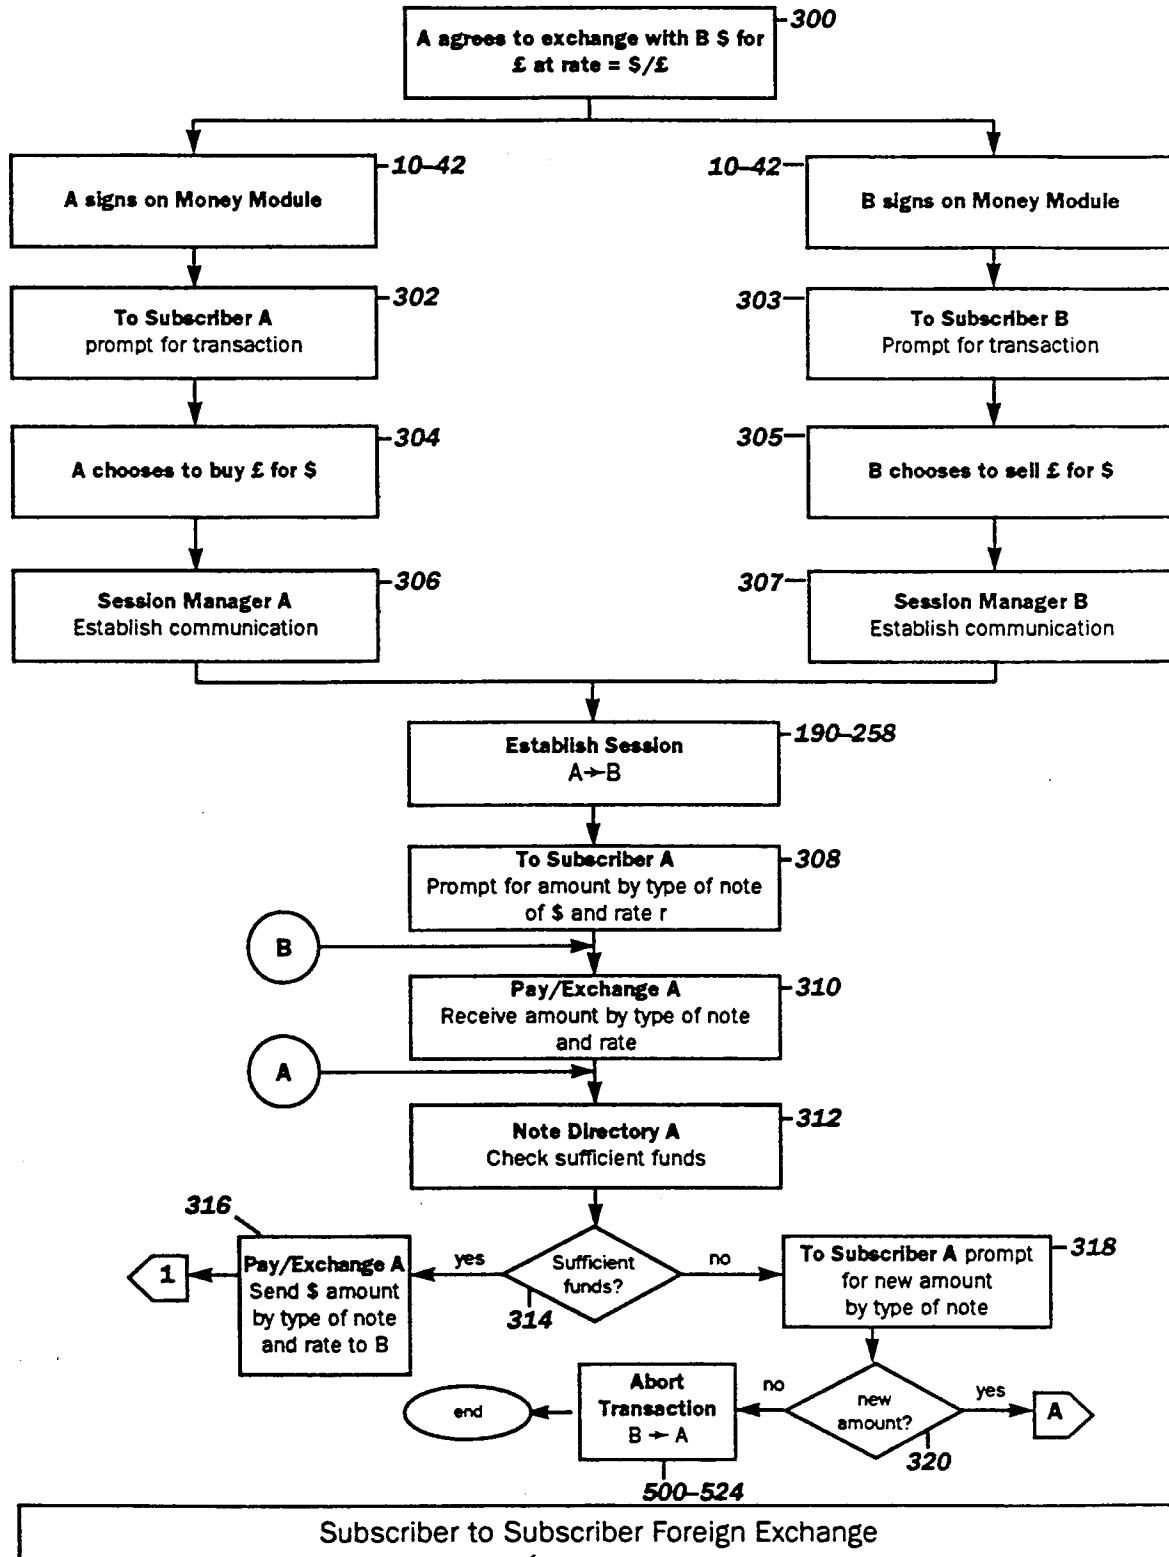 300
A agrees to exchange with B $ for
£ at rate = $/£
10–42
10–42
A signs on Money Module
B signs on Money Module
302
303
To Subscriber A
prompt for transaction
To Subscriber B
Prompt for transaction
304
305
A chooses to buy £ for $
B chooses to sell £ for $
306
307
Session Manager A
Establish communication
Session Manager B
Establish communication
190–258
Establish Session
A→B
308
To Subscriber A
Prompt for amount by type of note
of $ and rate r
B
310
Pay/Exchange A
Receive amount by type of note
and rate
A
312
Note Directory A
Check sufficient funds
316
1
Pay/Exchange A
Send $ amount
by type of note
and rate to B
yes
Sufficient
funds?
314
no
318
To Subscriber A prompt
for new amount
by type of note
end
Abort
Transaction
B → A
500–524
no
new
amount?
320
yes
A
Subscriber to Subscriber Foreign Exchange